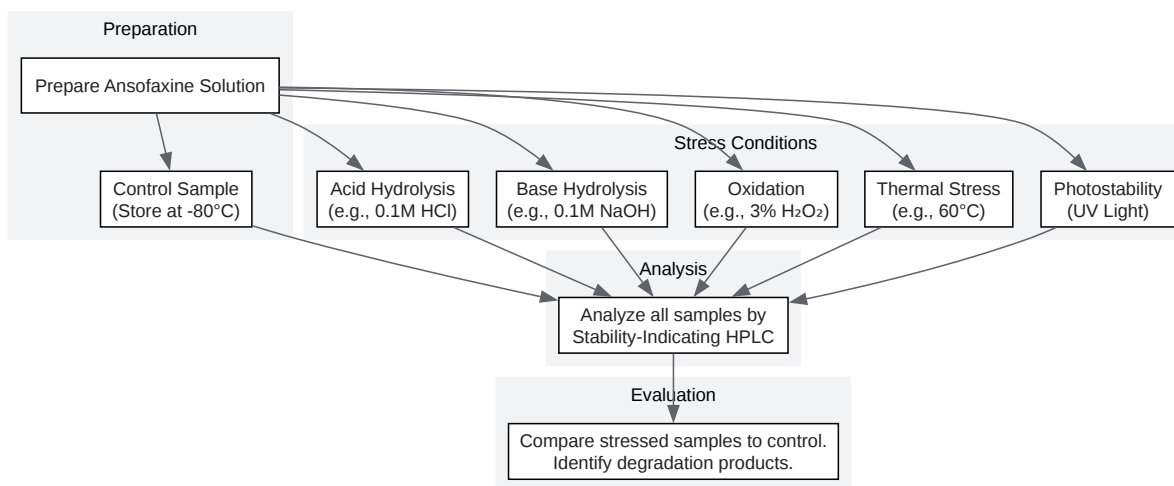 Preparation
Prepare Ansofaxine Solution
Stress Conditions
Control Sample
(Store at -80°C)
Acid Hydrolysis
(e.g., 0.1M HCl)
Base Hydrolysis
(e.g., 0.1M NaOH)
Oxidation
(e.g., 3% H₂O₂)
Thermal Stress
(e.g., 60°C)
Photostability
(UV Light)
Analysis
Analyze all samples by
Stability-Indicating HPLC
Evaluation
Compare stressed samples to control.
Identify degradation products.